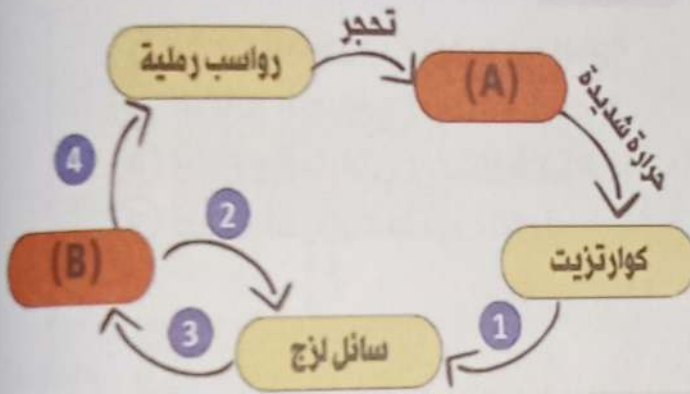 تحجر
رواسب رملية
(A)
حرارة شديدة
4
2
(B)
كوارتزيت
3
1
سائل لزج